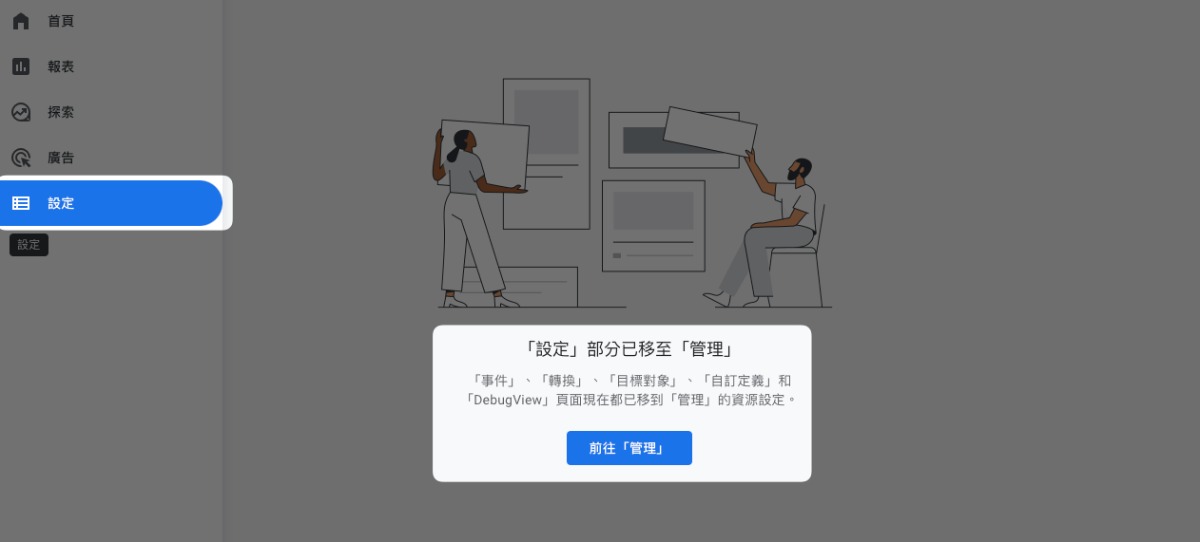 首頁
報表
探索
廣告
設定
設定
「設定」部分已移至「管理」
「事件」、「轉換」、「目標對象」、「自訂定義」和
「DebugView」頁面現在都已移到「管理」的資源設定。
前往「管理」